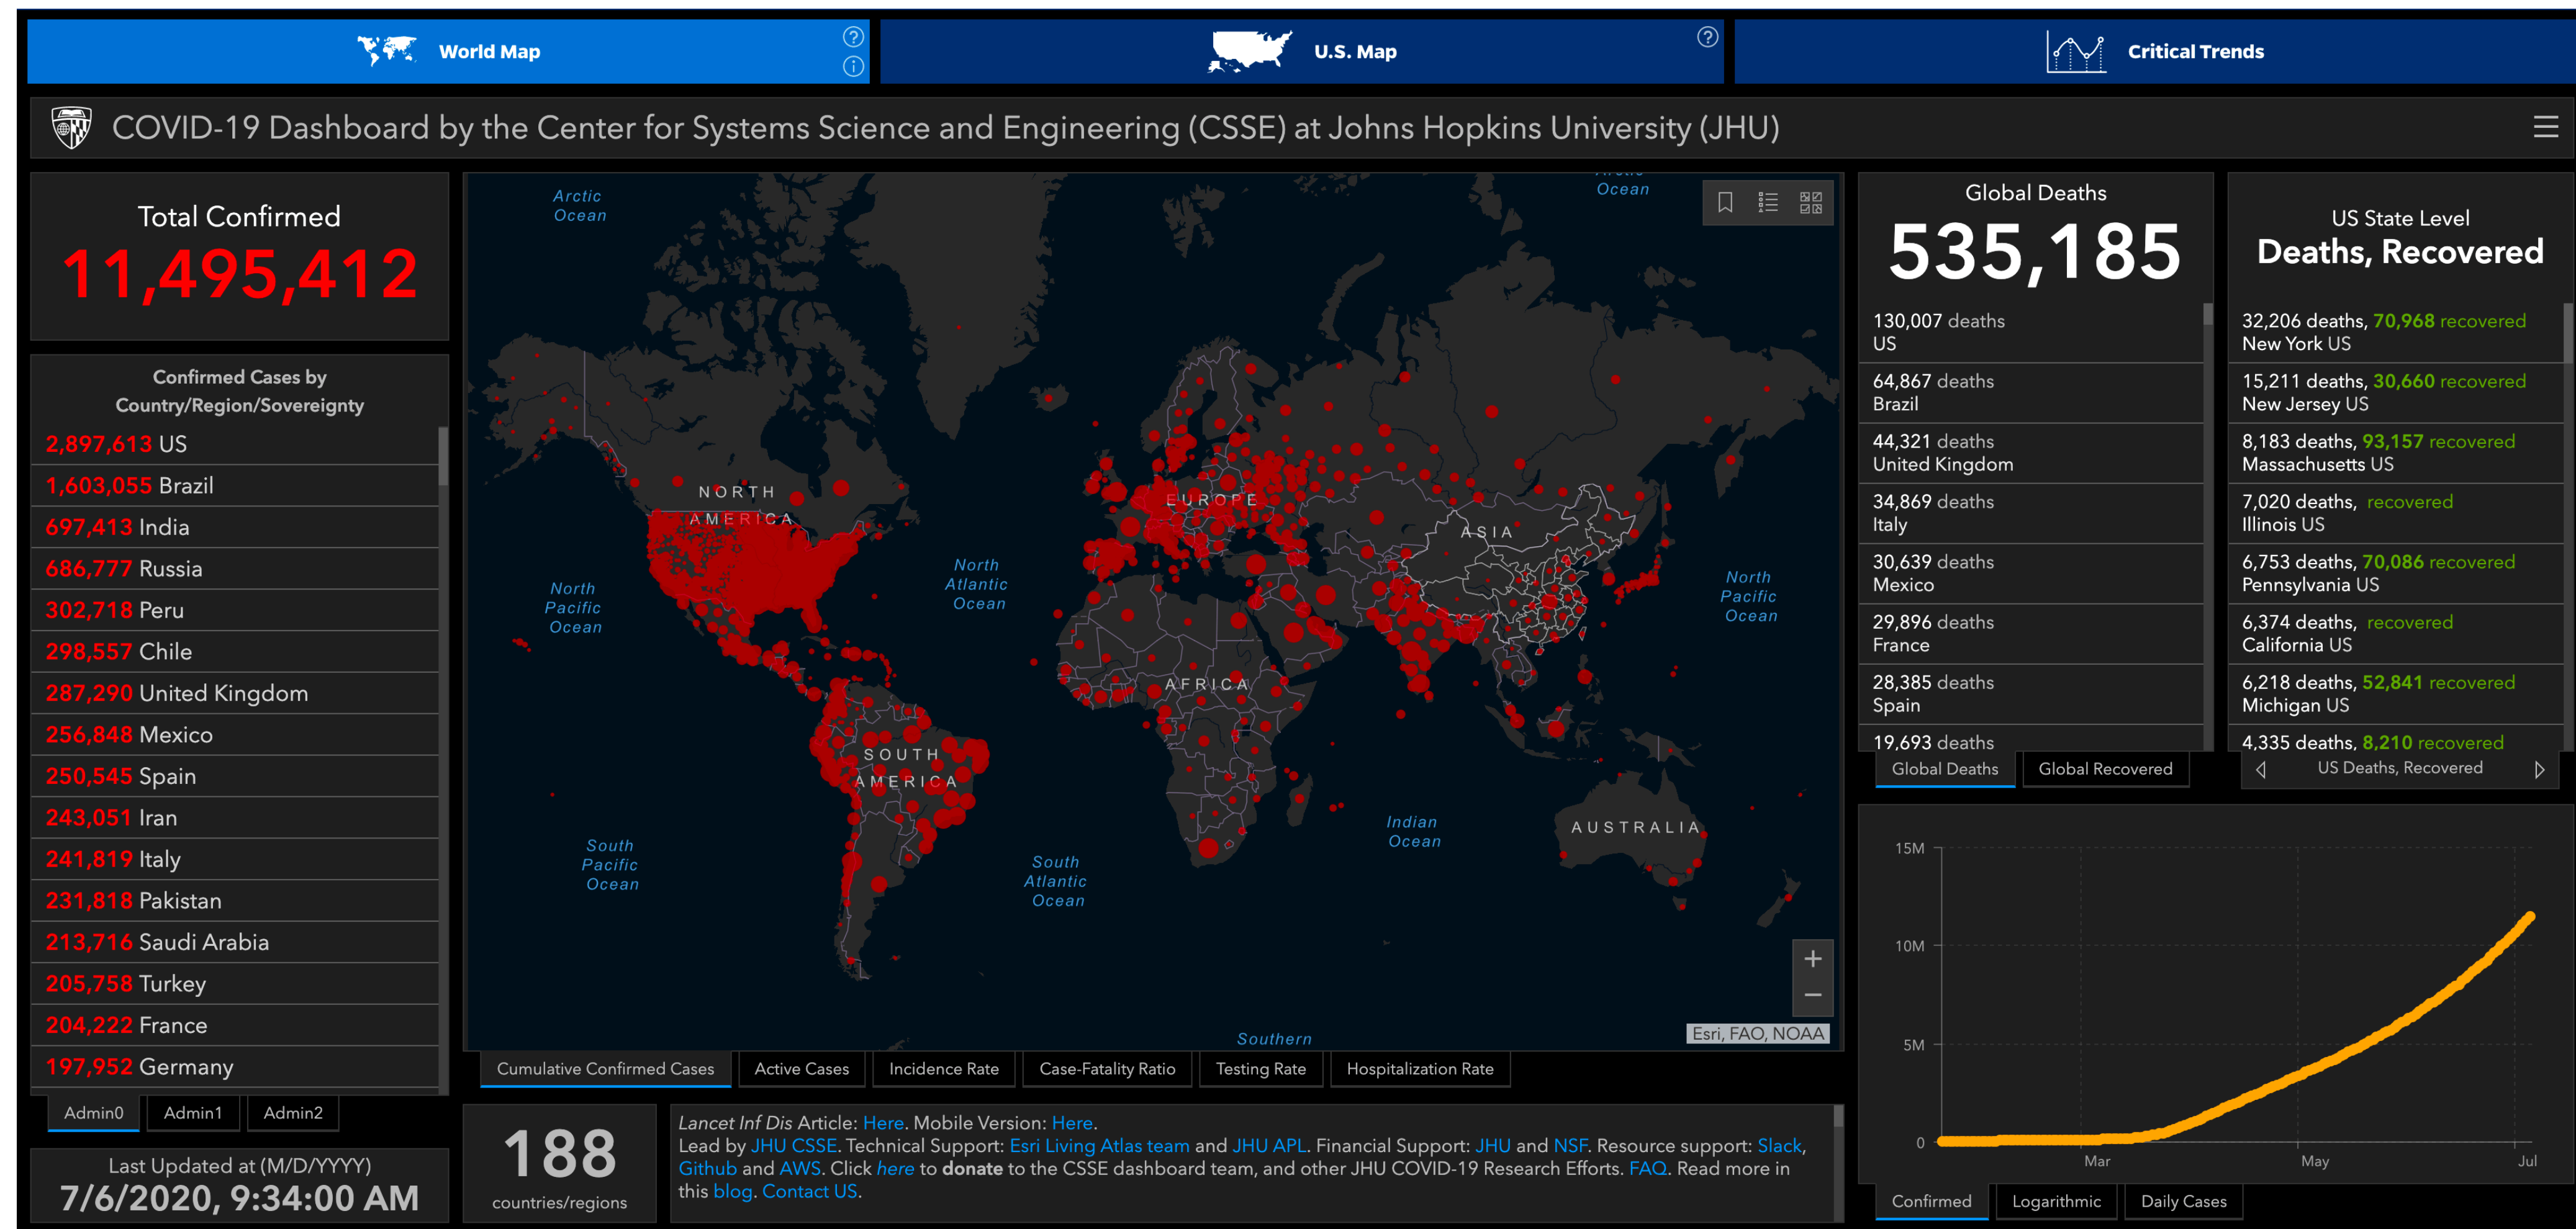 World Map
U.S. Map
Critical Trends
COVID-19 Dashboard by the Center for Systems Science and Engineering (CSSE) at Johns Hopkins University (JHU)
Total Confirmed
11,495,412
Confirmed Cases by
Country/Region/Sovereignty
2,897,613 US
1,603,055 Brazil
697,413 India
686,777 Russia
302,718 Peru
298,557 Chile
287,290 United Kingdom
256,848 Mexico
250,545 Spain
243,051 Iran
241,819 Italy
231,818 Pakistan
213,716 Saudi Arabia
205,758 Turkey
204,222 France
197,952 Germany
Admin0
Admin1
Admin2
Last Updated at (M/D/YYYY)
7/6/2020, 9:34:00 AM
Arctic
Ocean
Ocean
NORTH
AMERICA
EUROPE
ASIA
North
Pacific
Ocean
North
Atlantic
Ocean
North
Pacific
Ocean
AFRICA
SOUTH
AMERICA
South
Pacific
Ocean
South
Atlantic
Ocean
Indian
Ocean
AUSTRALIA
Southern
+
−
Esri, FAO, NOAA
Cumulative Confirmed Cases
Active Cases
Incidence Rate
Case-Fatality Ratio
Testing Rate
Hospitalization Rate
188
countries/regions
Lancet Inf Dis Article: Here. Mobile Version: Here.
Lead by JHU CSSE. Technical Support: Esri Living Atlas team and JHU APL. Financial Support: JHU and NSF. Resource support: Slack,
Github and AWS. Click here to donate to the CSSE dashboard team, and other JHU COVID-19 Research Efforts. FAQ. Read more in
this blog. Contact US.
Global Deaths
535,185
130,007 deaths
US
64,867 deaths
Brazil
44,321 deaths
United Kingdom
34,869 deaths
Italy
30,639 deaths
Mexico
29,896 deaths
France
28,385 deaths
Spain
19,693 deaths
Global Deaths
Global Recovered
US State Level
Deaths, Recovered
32,206 deaths, 70,968 recovered
New York US
15,211 deaths, 30,660 recovered
New Jersey US
8,183 deaths, 93,157 recovered
Massachusetts US
7,020 deaths, recovered
Illinois US
6,753 deaths, 70,086 recovered
Pennsylvania US
6,374 deaths, recovered
California US
6,218 deaths, 52,841 recovered
Michigan US
4,335 deaths, 8,210 recovered
US Deaths, Recovered
15M
10M
5M
0
Mar
May
Jul
Confirmed
Logarithmic
Daily Cases